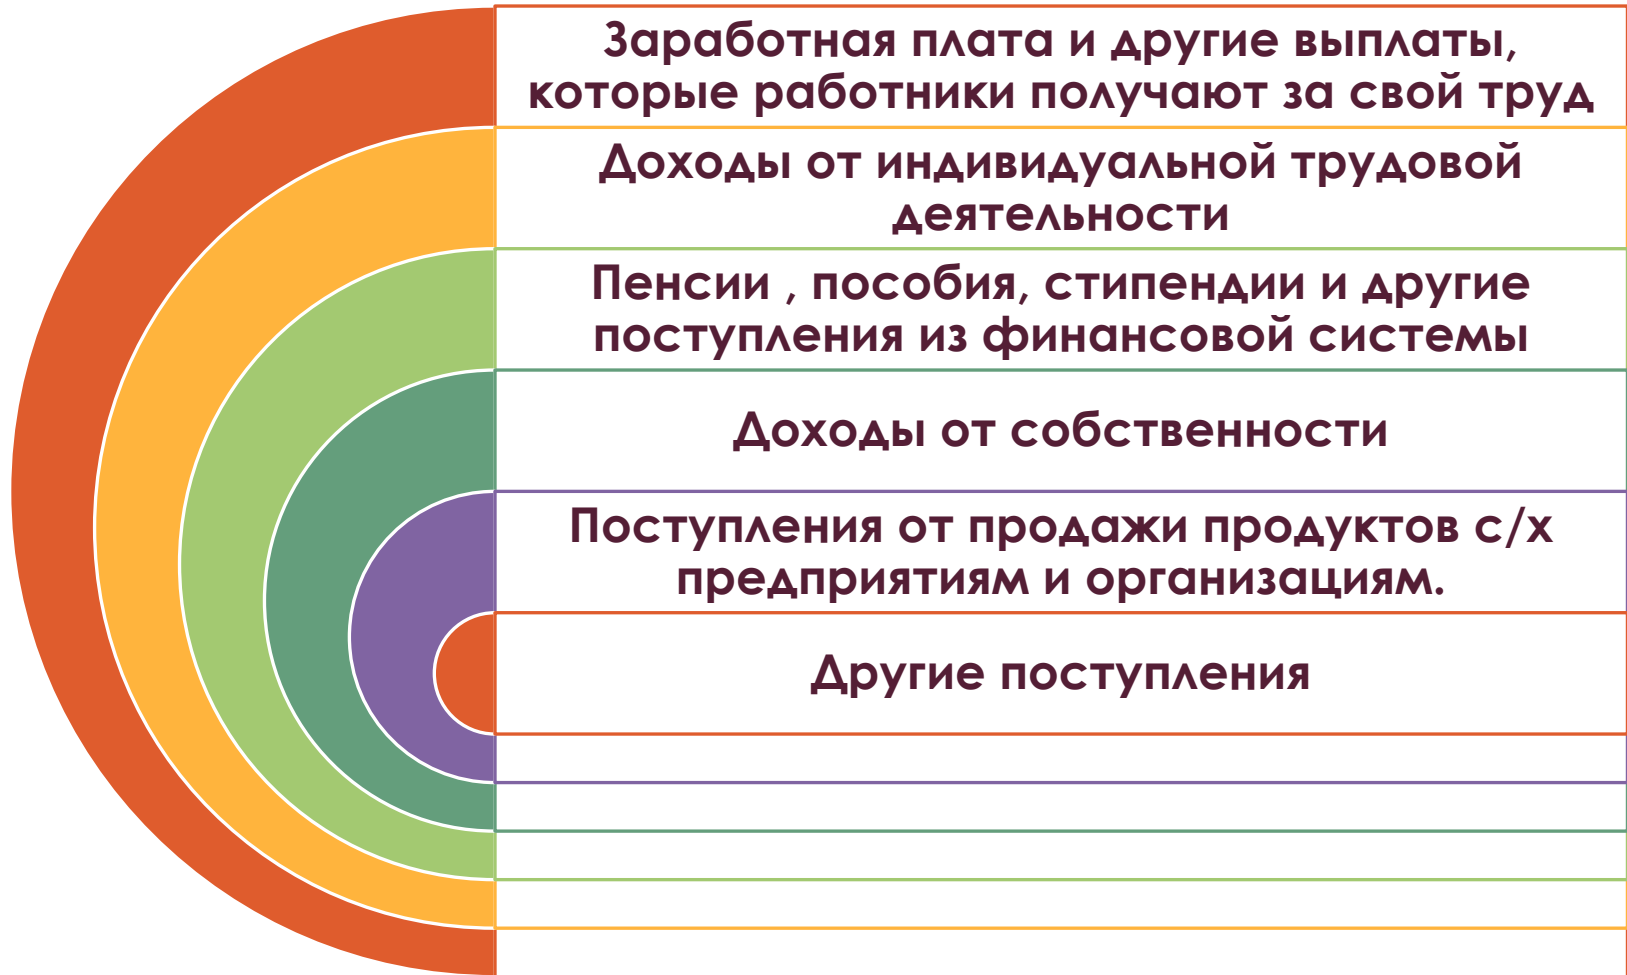 Заработная плата и другие выплаты,
которые работники получают за свой труд
Доходы от индивидуальной трудовой
деятельности
Пенсии , пособия, стипендии и другие
поступления из финансовой системы
Доходы от собственности
Поступления от продажи продуктов с/х
предприятиям и организациям.
Другие поступления